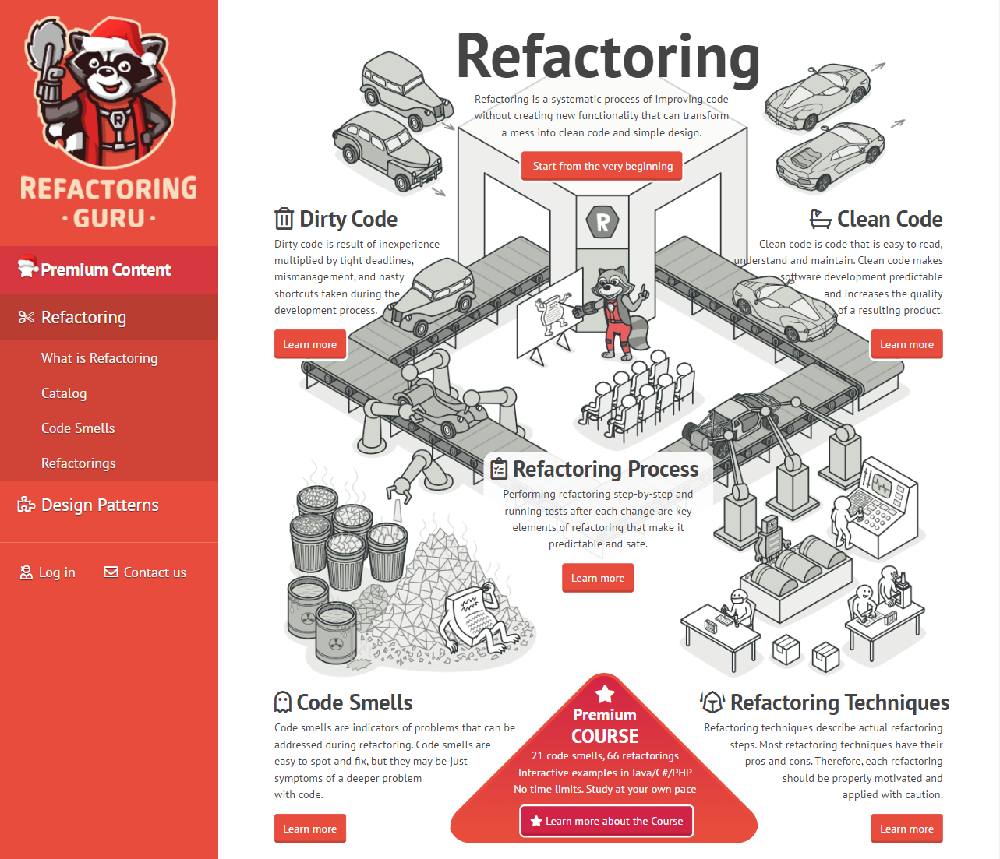 R
REFACTORING
· GURU ·
Premium Content
Refactoring
What is Refactoring
Catalog
Code Smells
Refactorings
Design Patterns
Log in
Contact us
Refactoring
Refactoring is a systematic process of improving code
without creating new functionality that can transform
a mess into clean code and simple design.
Start from the very beginning
R
Dirty Code
Dirty code is result of inexperience
multiplied by tight deadlines,
mismanagement, and nasty
shortcuts taken during the
development process.
Learn more
Clean Code
Clean code is code that is easy to read,
understand and maintain. Clean code makes
software development predictable
and increases the quality
of a resulting product.
Learn more
Refactoring Process
Performing refactoring step-by-step and
running tests after each change are key
elements of refactoring that make it
predictable and safe.
Learn more
Code Smells
Code smells are indicators of problems that can be
addressed during refactoring. Code smells are
easy to spot and fix, but they may be just
symptoms of a deeper problem
with code.
Learn more
Premium
COURSE
21 code smells, 66 refactorings
Interactive examples in Java/C#/PHP
No time limits. Study at your own pace
Learn more about the Course
Refactoring Techniques
Refactoring techniques describe actual refactoring
steps. Most refactoring techniques have their
pros and cons. Therefore, each refactoring
should be properly motivated and
applied with caution.
Learn more